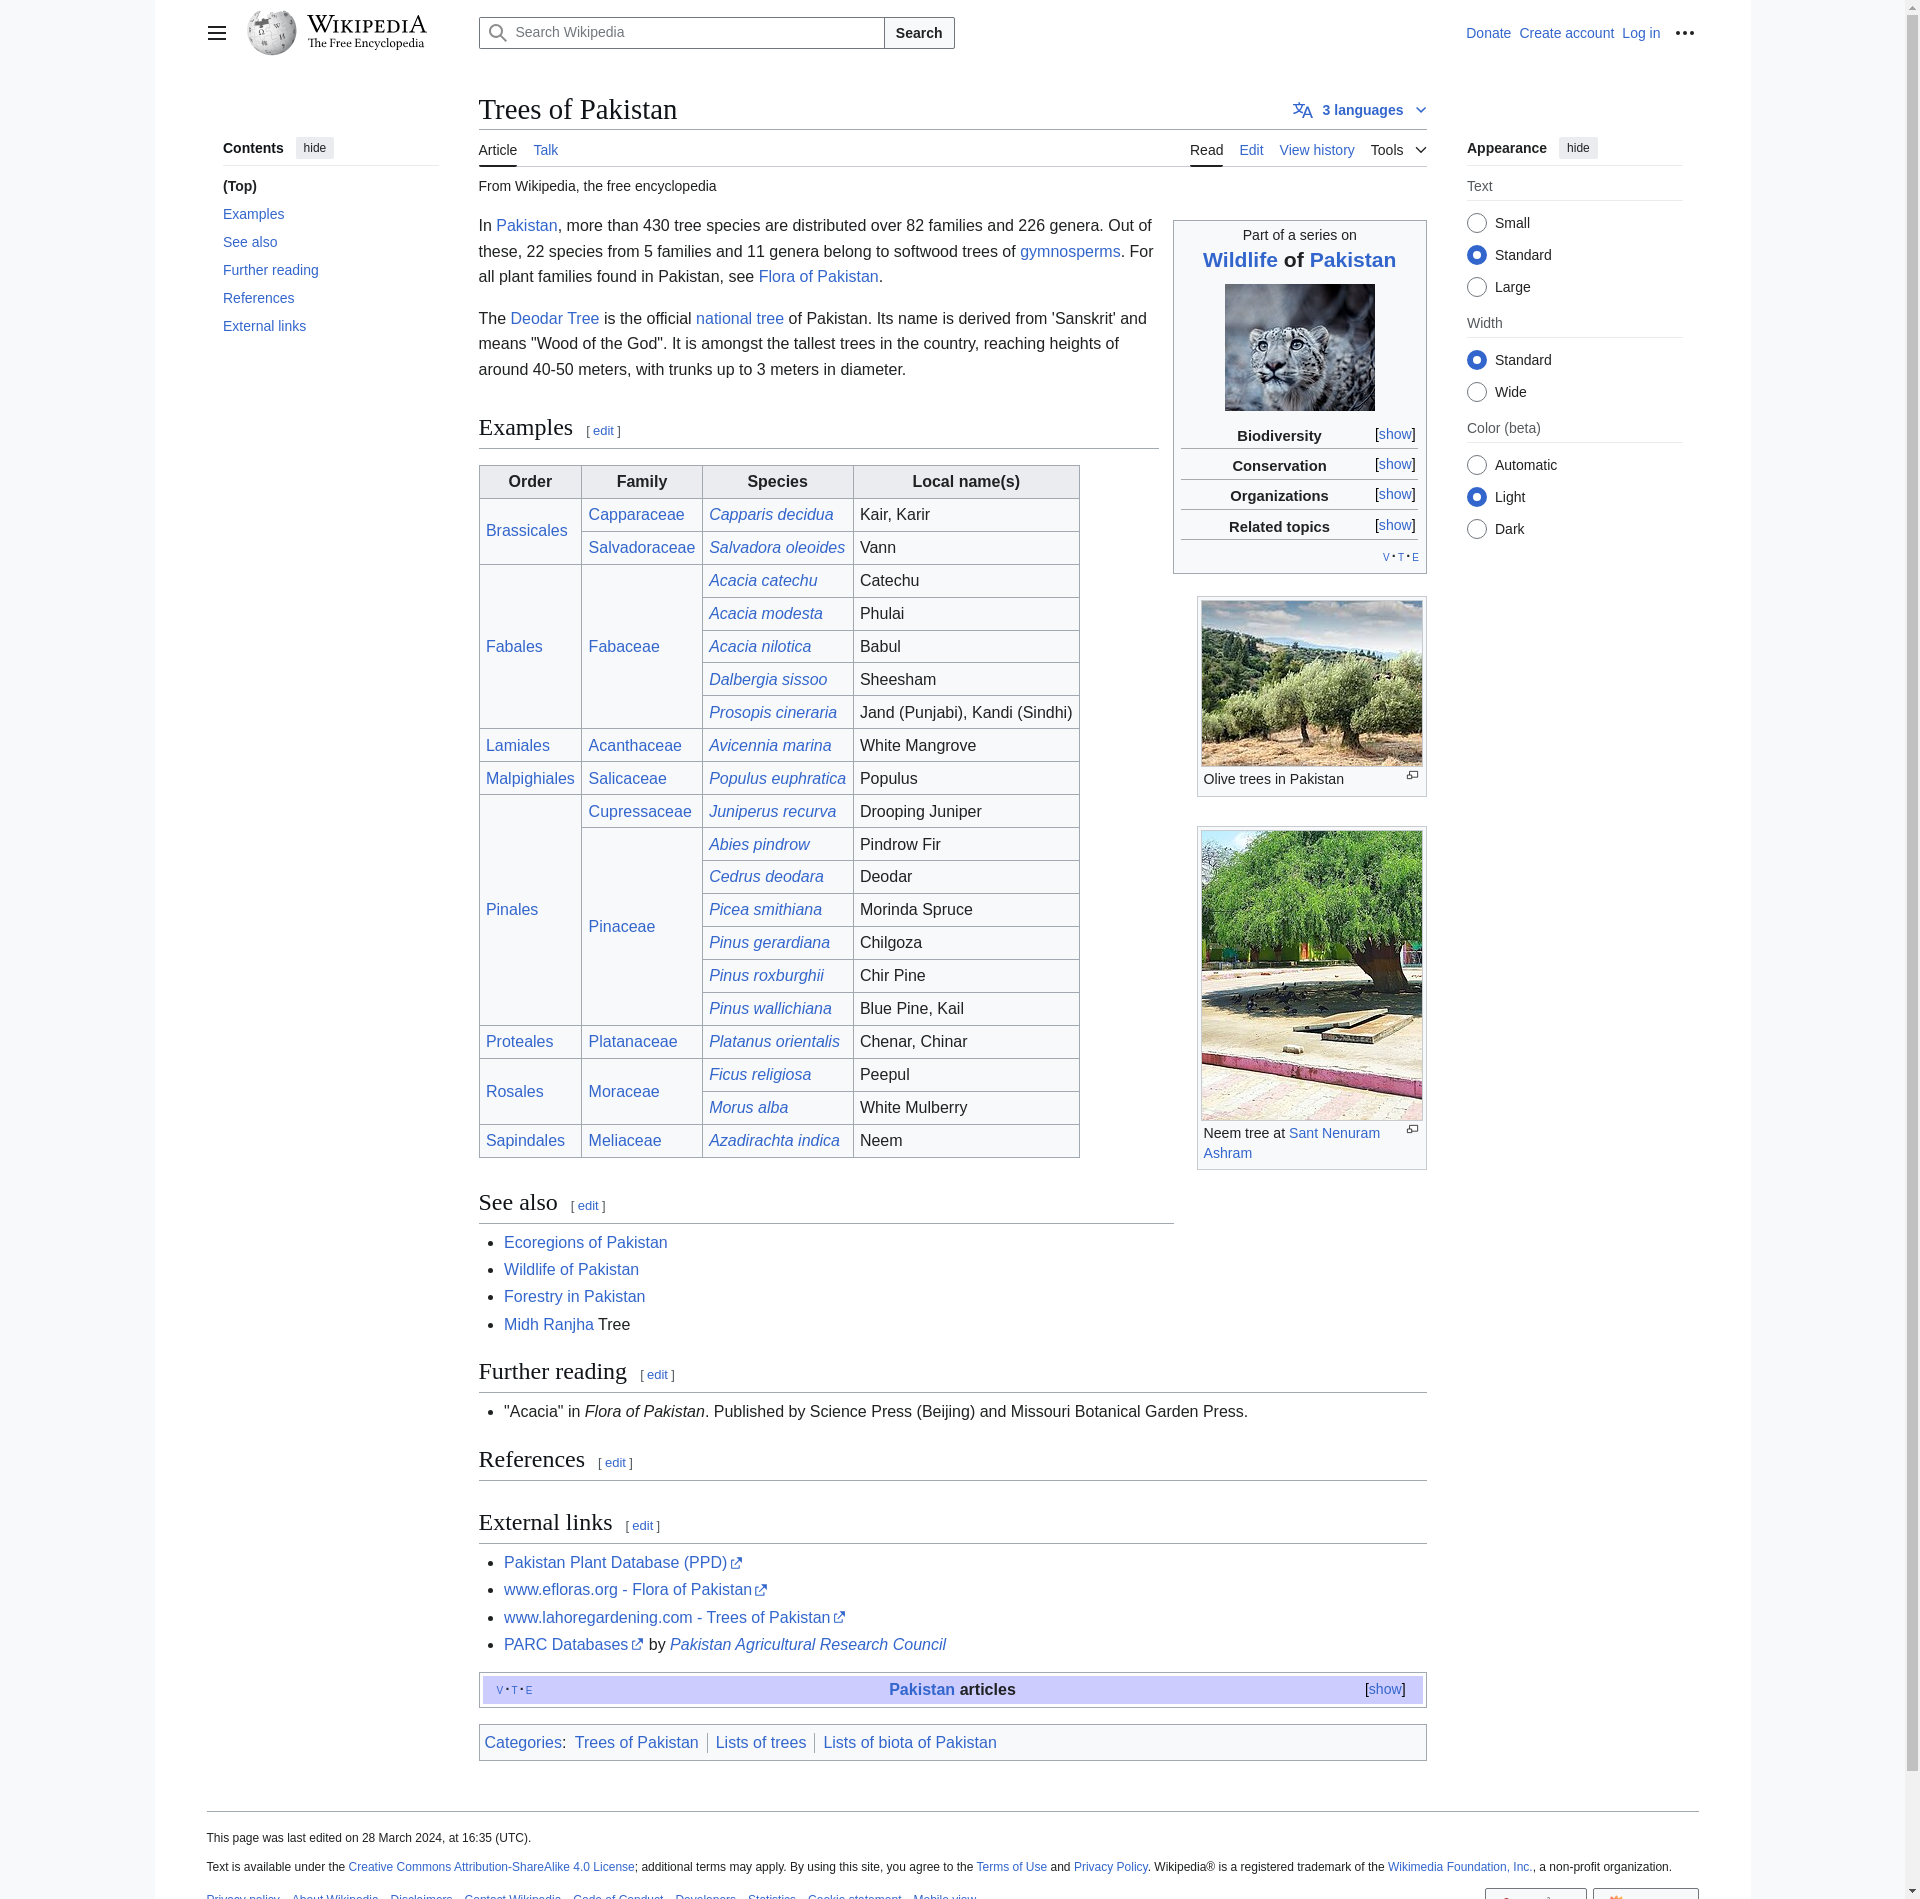 WIKIPEDIA
The Free Encyclopedia
Search Wikipedia
Search
Donate Create account Log in
Contents hide
(Top)
Examples
See also
Further reading
References
External links
Trees of Pakistan
3 languages
Article Talk
Read Edit View history Tools
From Wikipedia, the free encyclopedia
In Pakistan, more than 430 tree species are distributed over 82 families and 226 genera. Out of
these, 22 species from 5 families and 11 genera belong to softwood trees of gymnosperms. For
all plant families found in Pakistan, see Flora of Pakistan.
The Deodar Tree is the official national tree of Pakistan. Its name is derived from 'Sanskrit' and
means "Wood of the God". It is amongst the tallest trees in the country, reaching heights of
around 40-50 meters, with trunks up to 3 meters in diameter.
Examples [ edit ]
Order Family Species Local name(s)
Brassicales Capparaceae Capparis decidua Kair, Karir
Salvadoraceae Salvadora oleoides Vann
Fabales Fabaceae Acacia catechu Catechu
Acacia modesta Phulai
Acacia nilotica Babul
Dalbergia sissoo Sheesham
Prosopis cineraria Jand (Punjabi), Kandi (Sindhi)
Lamiales Acanthaceae Avicennia marina White Mangrove
Malpighiales Salicaceae Populus euphratica Populus
Pinales Cupressaceae Juniperus recurva Drooping Juniper
Pinaceae Abies pindrow Pindrow Fir
Cedrus deodara Deodar
Picea smithiana Morinda Spruce
Pinus gerardiana Chilgoza
Pinus roxburghii Chir Pine
Pinus wallichiana Blue Pine, Kail
Proteales Platanaceae Platanus orientalis Chenar, Chinar
Rosales Moraceae Ficus religiosa Peepul
Morus alba White Mulberry
Sapindales Meliaceae Azadirachta indica Neem
Part of a series on
Wildlife of Pakistan
Biodiversity [show]
Conservation [show]
Organizations [show]
Related topics [show]
V · T · E
Olive trees in Pakistan
Neem tree at Sant Nenuram
Ashram
See also [ edit ]
• Ecoregions of Pakistan
• Wildlife of Pakistan
• Forestry in Pakistan
• Midh Ranjha Tree
Further reading [ edit ]
• "Acacia" in Flora of Pakistan. Published by Science Press (Beijing) and Missouri Botanical Garden Press.
References [ edit ]
External links [ edit ]
• Pakistan Plant Database (PPD)
• www.efloras.org - Flora of Pakistan
• www.lahoregardening.com - Trees of Pakistan
• PARC Databases by Pakistan Agricultural Research Council
V · T · E Pakistan articles [show]
Categories: Trees of Pakistan | Lists of trees | Lists of biota of Pakistan
Appearance hide
Text
Small
Standard
Large
Width
Standard
Wide
Color (beta)
Automatic
Light
Dark
This page was last edited on 28 March 2024, at 16:35 (UTC).
Text is available under the Creative Commons Attribution-ShareAlike 4.0 License; additional terms may apply. By using this site, you agree to the Terms of Use and Privacy Policy. Wikipedia® is a registered trademark of the Wikimedia Foundation, Inc., a non-profit organization.
Privacy policy About Wikipedia Disclaimers Contact Wikipedia Code of Conduct Developers Statistics Cookie statement Mobile view